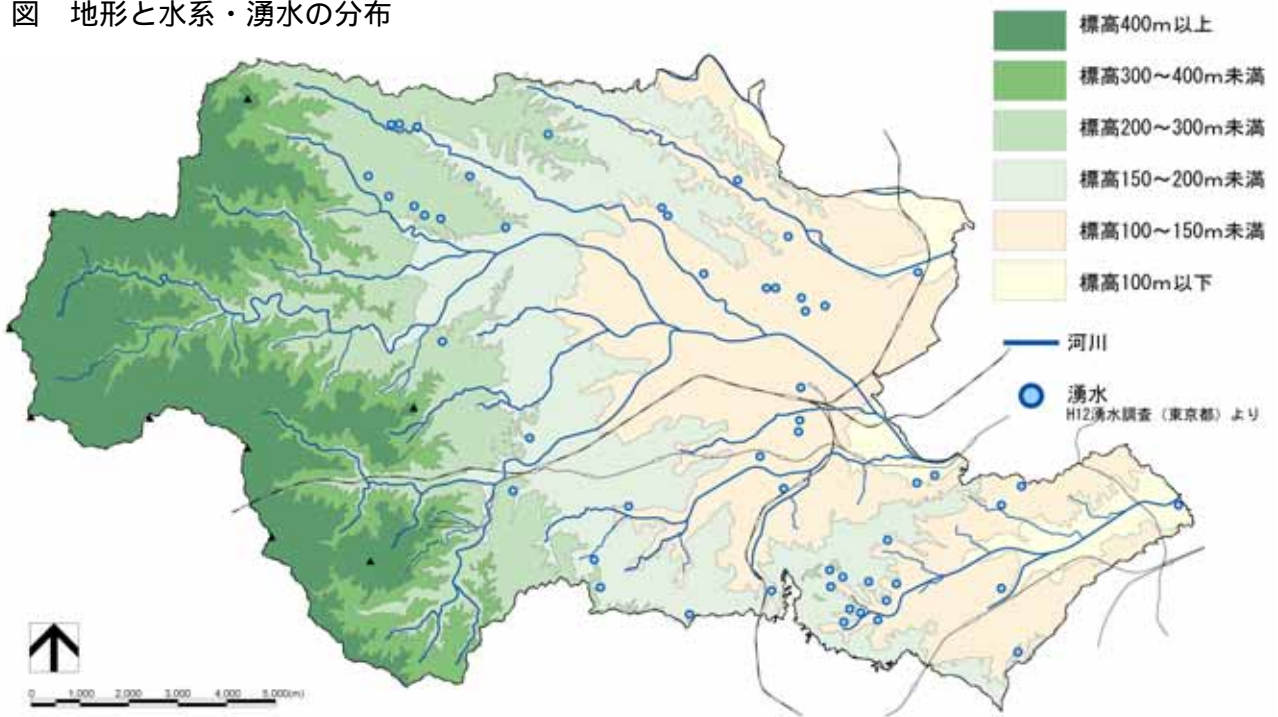 図　地形と水系・湧水の分布
標高400m以上
標高300～400m未満
標高200～300m未満
標高150～200m未満
標高100～150m未満
標高100m以下
河川
湧水
H12湧水調査（東京都）より
0 1,000 2,000 3,000 4,000 5,000(m)